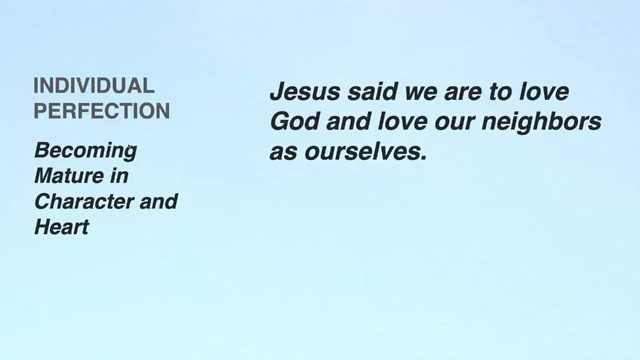 INDIVIDUAL
PERFECTION
Becoming
Mature in
Character and
Heart
Jesus said we are to love
God and love our neighbors
as ourselves.